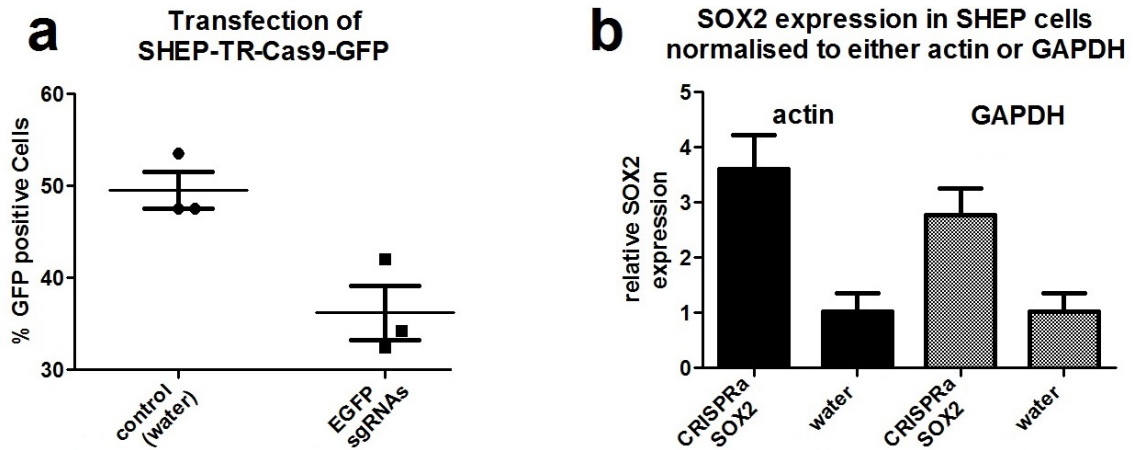 a
Transfection of
SHEP-TR-Cas9-GFP
% GFP positive Cells
60
50
40
30
control
(water)
EGFP
sgRNAs
b
SOX2 expression in SHEP cells
normalised to either actin or GAPDH
relative SOX2
expression
5
4
3
2
1
0
actin
GAPDH
CRISPRa
SOX2
water
CRISPRa
SOX2
water